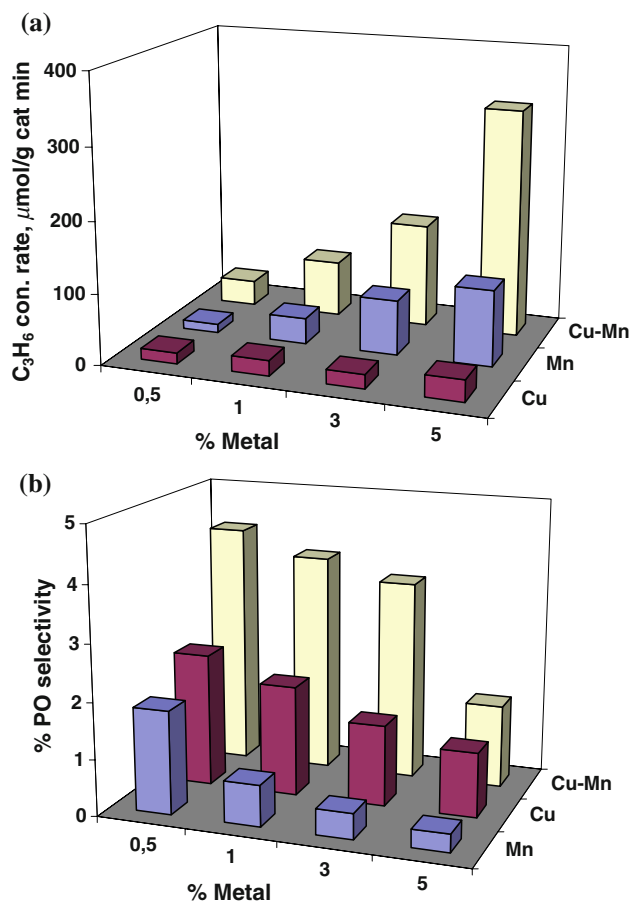 (a)
400
300
200
100
0
C3H6 con. rate, μmol/g cat min
0,5
1
3
5
% Metal
Cu
Mn
Cu-Mn
(b)
5
4
3
2
1
0
% PO selectivity
0,5
1
3
5
% Metal
Mn
Cu
Cu-Mn